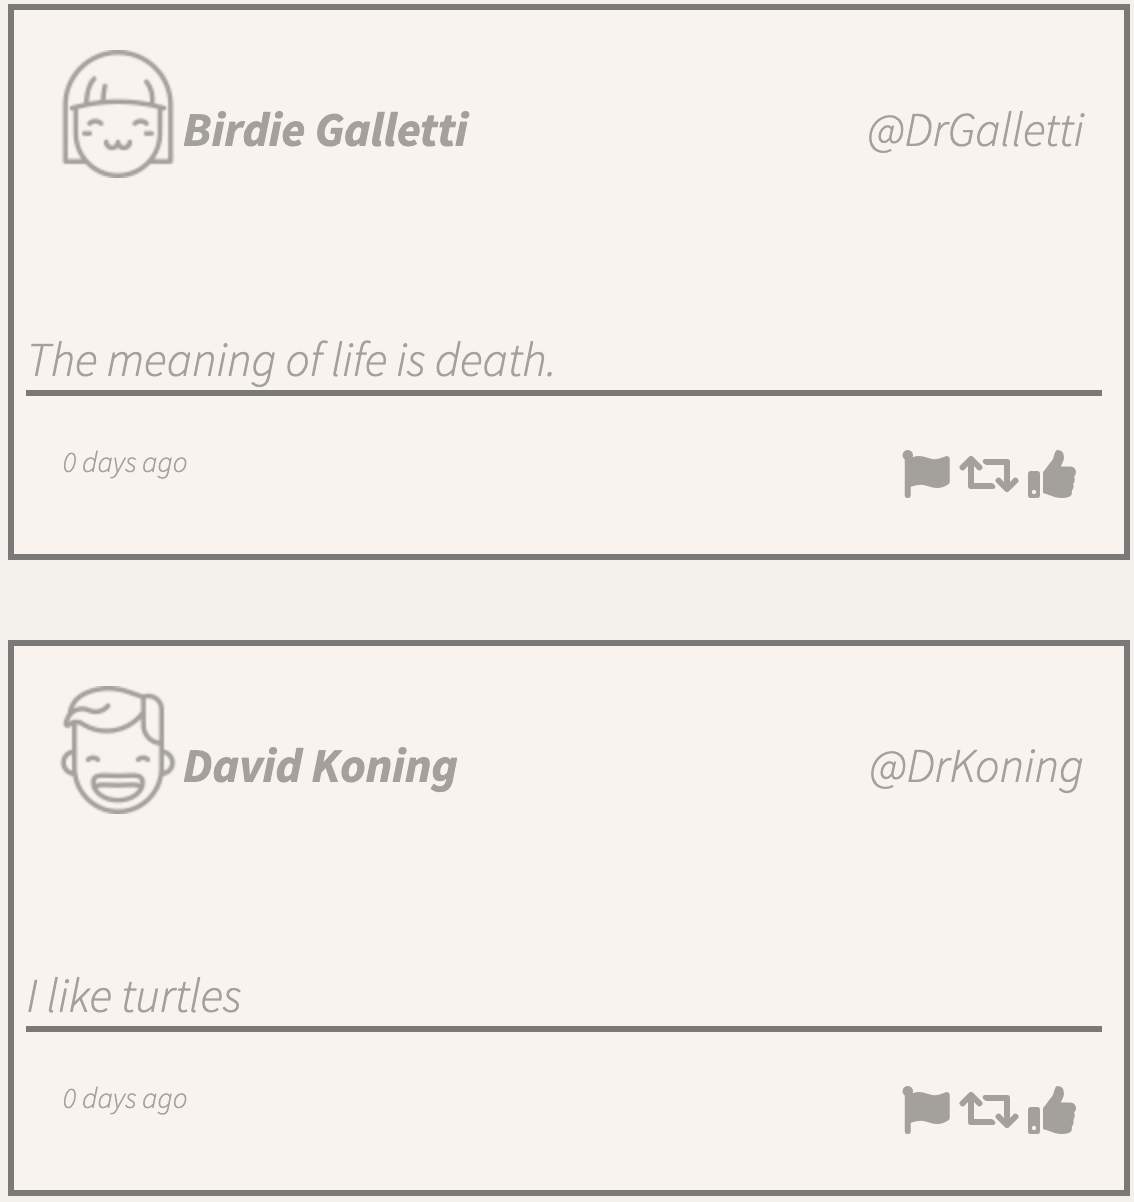 Birdie Galletti @DrGalletti
The meaning of life is death.
0 days ago
David Koning @DrKoning
I like turtles
0 days ago